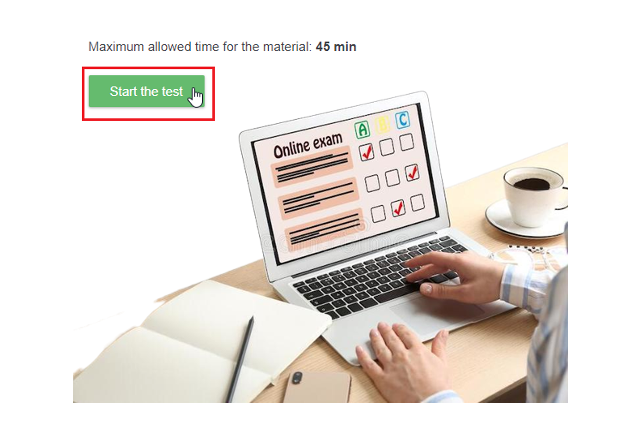 Maximum allowed time for the material: 45 min
Start the test
Online exam
A B C